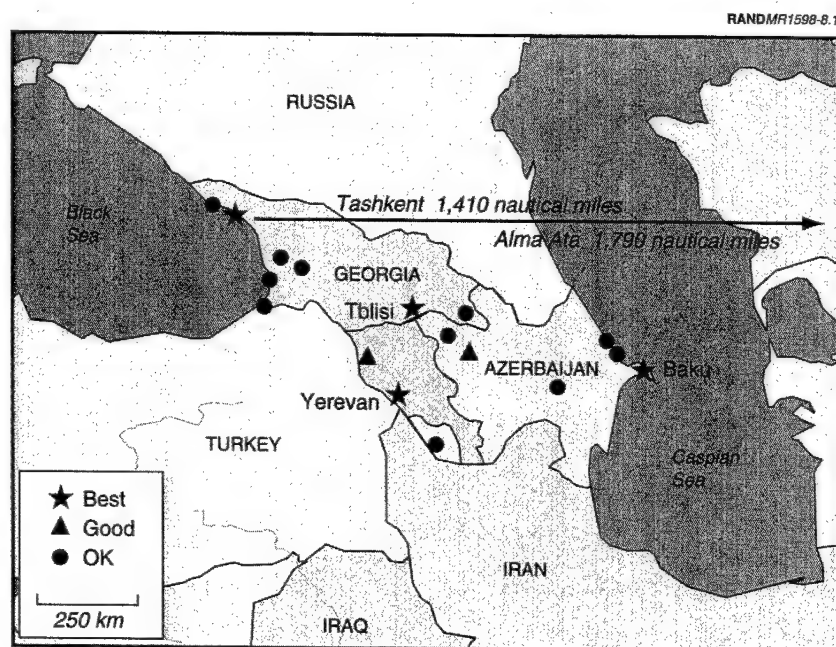 RANDMR1598-8.1
RUSSIA
Black
Sea
Tashkent 1,410 nautical miles
Alma Ata 1,790 nautical miles
GEORGIA
Tblisi
AZERBAIJAN
Baku
Yerevan
TURKEY
Caspian
Sea
Best
Good
OK
250 km
IRAN
IRAQ